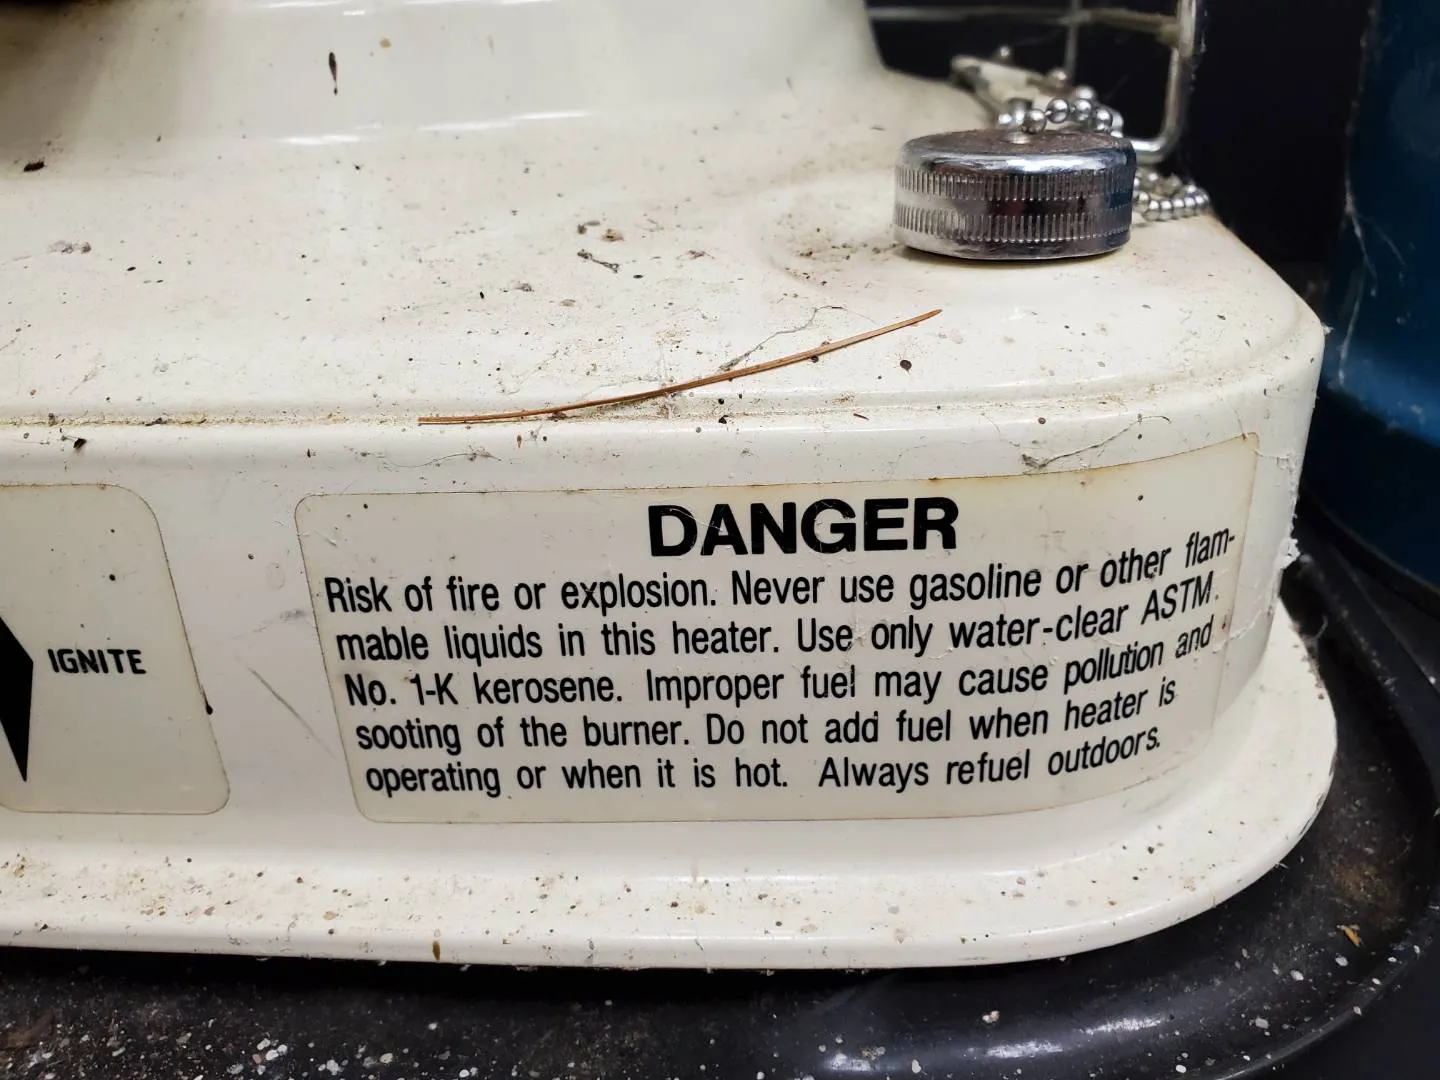 DANGER
Risk of fire or explosion. Never use gasoline or other flam-
mable liquids in this heater. Use only water-clear ASTM
No. 1-K kerosene. Improper fuel may cause pollution and
sooting of the burner. Do not add fuel when heater is
operating or when it is hot. Always refuel outdoors.
IGNITE